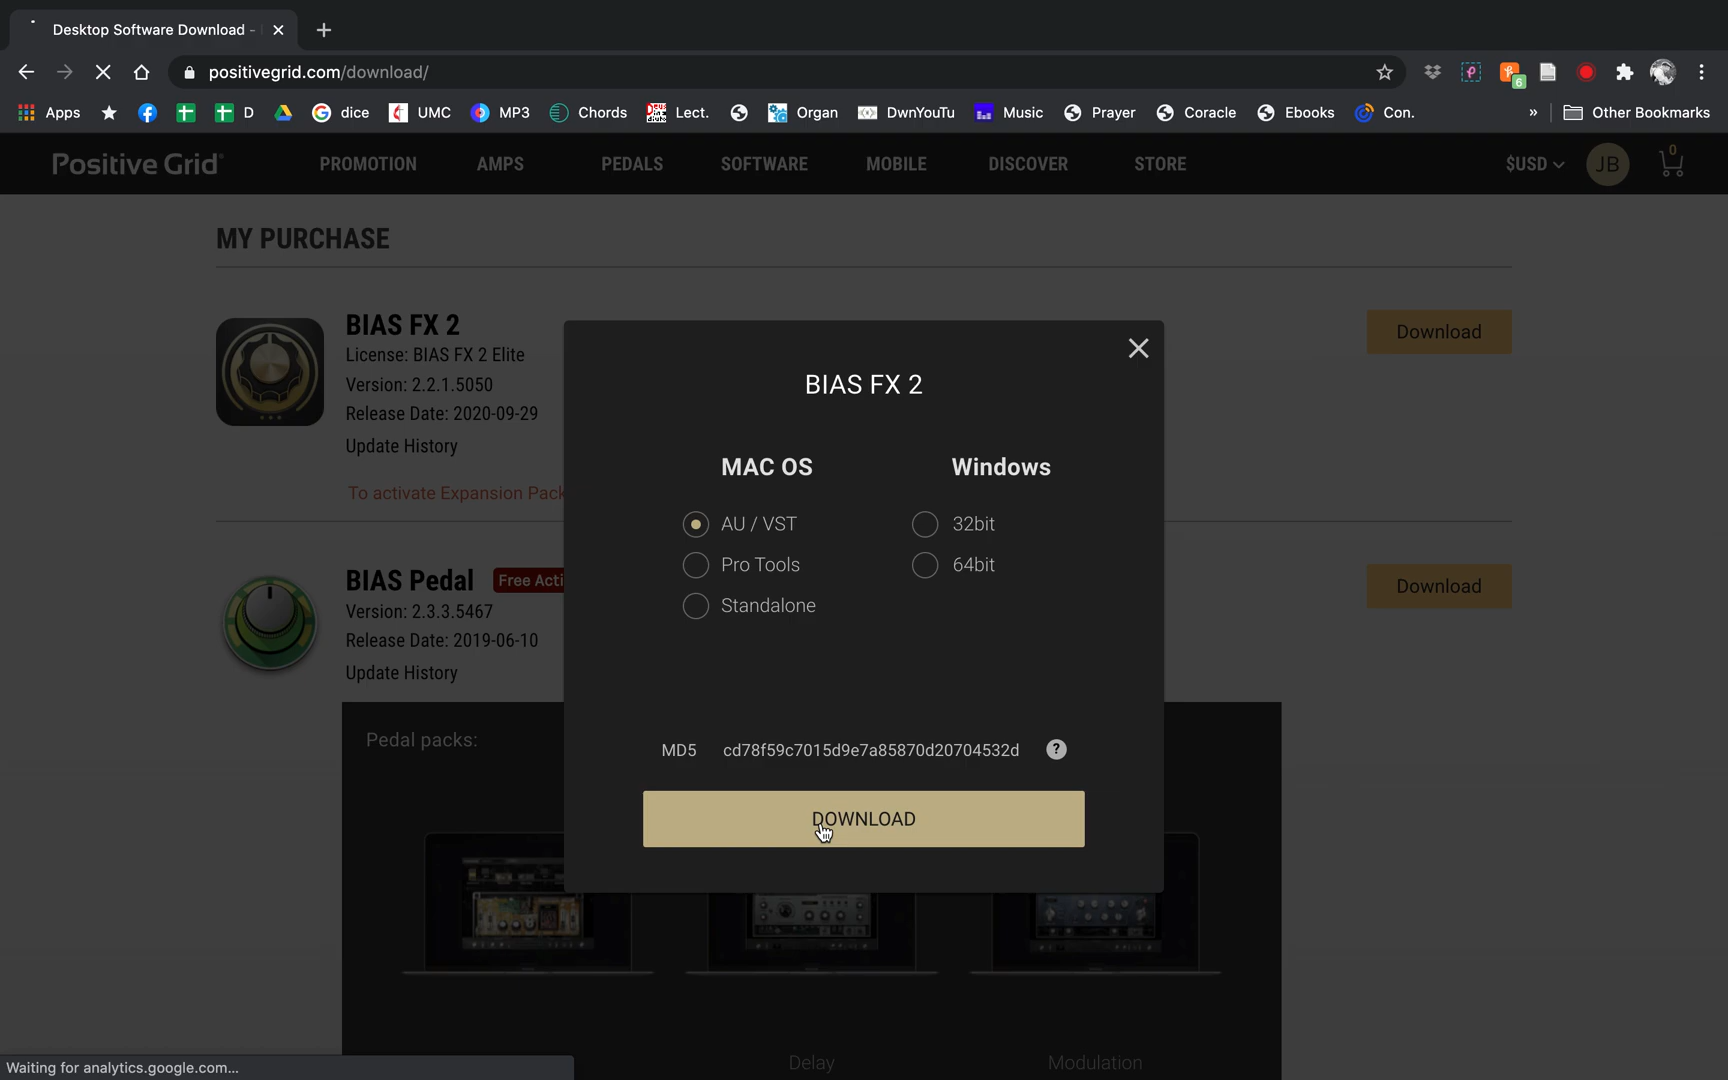 Desktop Software Download -
positivegrid.com/download/
6
Apps
D
dice
UMC
MP3
Chords
Lect.
Organ
DwnYouTu
Music
Prayer
Coracle
Ebooks
Con.
»
Other Bookmarks
Positive Grid®
PROMOTION
AMPS
PEDALS
SOFTWARE
MOBILE
DISCOVER
STORE
$USD
JB
0
MY PURCHASE
BIAS FX 2
License: BIAS FX 2 Elite
Version: 2.2.1.5050
Release Date: 2020-09-29
Update History
To activate Expansion Pack
Download
BIAS Pedal
Free Acti
Version: 2.3.3.5467
Release Date: 2019-06-10
Update History
Download
Pedal packs:
BIAS FX 2
MAC OS
Windows
AU / VST
32bit
Pro Tools
64bit
Standalone
MD5 cd78f59c7015d9e7a85870d20704532d ?
DOWNLOAD
Delay
Modulation
Waiting for analytics.google.com...